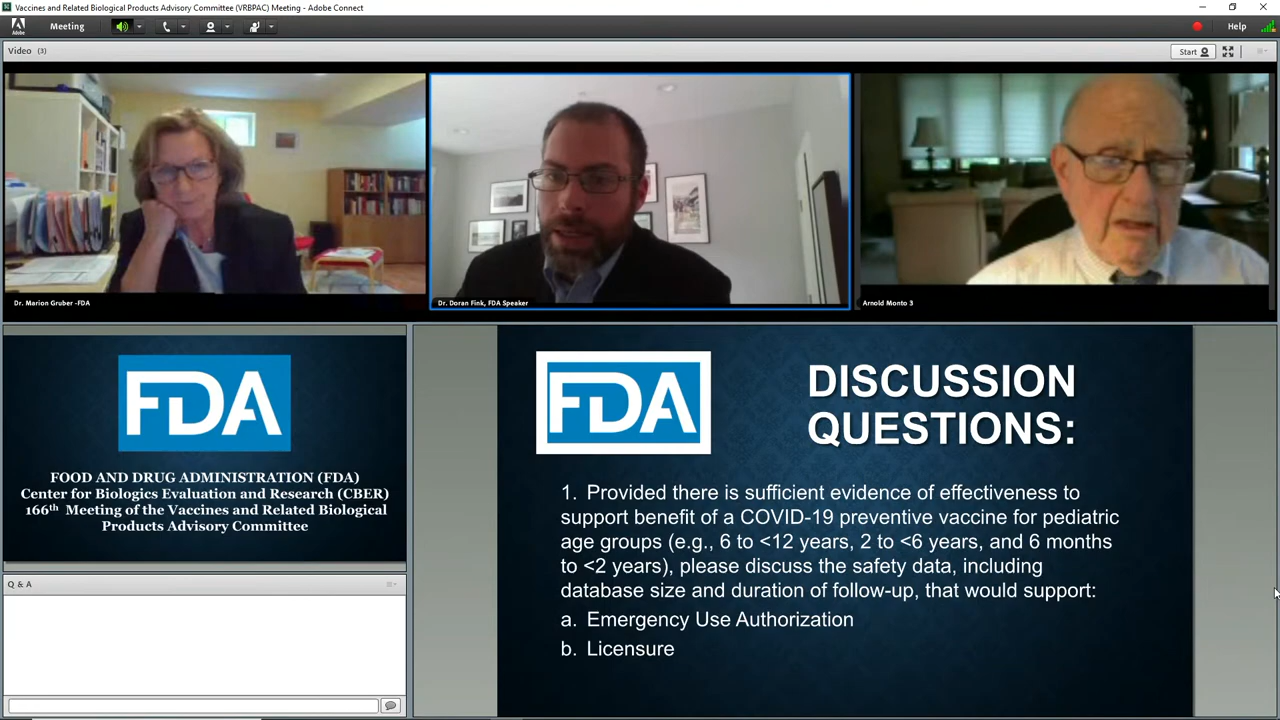 Vaccines and Related Biological Products Advisory Committee (VRBPAC) Meeting - Adobe Connect
Adobe
Meeting
Help
Video (3)
Start
Dr. Marion Gruber -FDA
Dr. Doran Fink, FDA Speaker
Arnold Monto 3
FDA
FOOD AND DRUG ADMINISTRATION (FDA)
Center for Biologics Evaluation and Research (CBER)
166th Meeting of the Vaccines and Related Biological
Products Advisory Committee
Q & A
FDA
DISCUSSION
QUESTIONS:
1. Provided there is sufficient evidence of effectiveness to
support benefit of a COVID-19 preventive vaccine for pediatric
age groups (e.g., 6 to <12 years, 2 to <6 years, and 6 months
to <2 years), please discuss the safety data, including
database size and duration of follow-up, that would support:
a. Emergency Use Authorization
b. Licensure